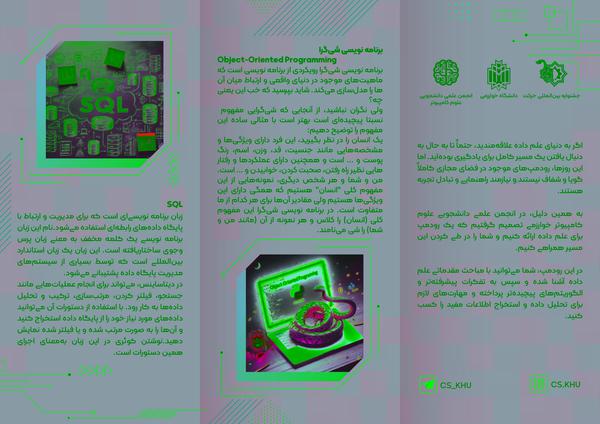 جشنواره بین‌المللی حرکت
دانشگاه خوارزمی
انجمن علمی دانشجویی
علوم کامپیوتر
اگر به دنیای علم داده علاقه‌مندید، حتماً تا به حال به
دنبال یافتن یک مسیر کامل برای یادگیری بوده‌اید. اما
این روزها، رودمپ‌های موجود در فضای مجازی کاملاً
گویا و شفاف نیستند و نیازمند راهنمایی و تبادل تجربه
هستند.
به همین دلیل، در انجمن علمی دانشجویی علوم
کامپیوتر خوارزمی تصمیم گرفتیم که یک رودمپ
برای علم داده ارائه کنیم و شما را در طی کردن این
مسیر همراهی کنیم.
در این رودمپ، شما می‌توانید با مباحث مقدماتی علم
داده آشنا شده و سپس به تفکرات پیشرفته‌تر و
الگوریتم‌های پیچیده‌تر پرداخته و مهارت‌های لازم
برای تحلیل داده و استخراج اطلاعات مفید را کسب
کنید.
CS_KHU
CS.KHU
برنامه نویسی شی‌گرا
Object-Oriented Programming
برنامه نویسی شی‌گرا رویکردی از برنامه نویسی است که
ماهیت‌های موجود در دنیای واقعی و ارتباط میان آن
ها را مدل‌سازی می‌کند. شاید بپرسید که خب این یعنی
چه؟
ولی نگران نباشید، از آنجایی که شی‌گرایی مفهوم
نسبتا پیچیده‌ای است بهتر است با مثالی ساده این
مفهوم را توضیح دهیم:
یک انسان را در نظر بگیرید، این فرد دارای ویژگی‌ها و
مشخصه‌هایی مانند جنسیت، قد، وزن، اسم، رنگ
پوست و ... است و همچنین دارای عملکردها و رفتار
هایی نظیر راه رفتن، صحبت کردن، خوابیدن و ... است.
من و شما و هر شخص دیگری، نمونه‌هایی از این
مفهوم کلی "انسان" هستیم که همگی دارای این
ویژگی‌ها هستیم ولی مقادیر آن‌ها برای هر کدام از ما
متفاوت است. در برنامه نویسی شی‌گرا این مفهوم
کلی (انسان) را کلاس و هر نمونه از آن (مانند من و
شما) را شی می‌نامند.
Object Oriented Programming
SQL
SQL
زبان برنامه نویسی‌ای است که برای مدیریت و ارتباط با
پایگاه داده‌های رابطه‌ای استفاده می‌شود.نام این زبان
برنامه نویسی یک کلمه مخفف به معنای زبان پرس
وجوی ساختاریافته است. این زبان یک زبان استاندارد
بین‌المللی است که توسط بسیاری از سیستم‌های
مدیریت پایگاه داده پشتیبانی می‌شود.
در دیتاساینس، می‌تواند برای انجام عملیات‌هایی مانند
جستجو، فیلتر کردن، مرتب‌سازی، ترکیب و تحلیل
داده‌ها به کار رود. با استفاده از دستورات آن می‌توانید
داده‌های مورد نیاز خود را از پایگاه داده استخراج کنید
و آن‌ها را به صورت مرتب شده و یا فیلتر شده نمایش
دهید.نوشتن کوئری در این زبان به‌معنای اجرای
همین دستورات است.